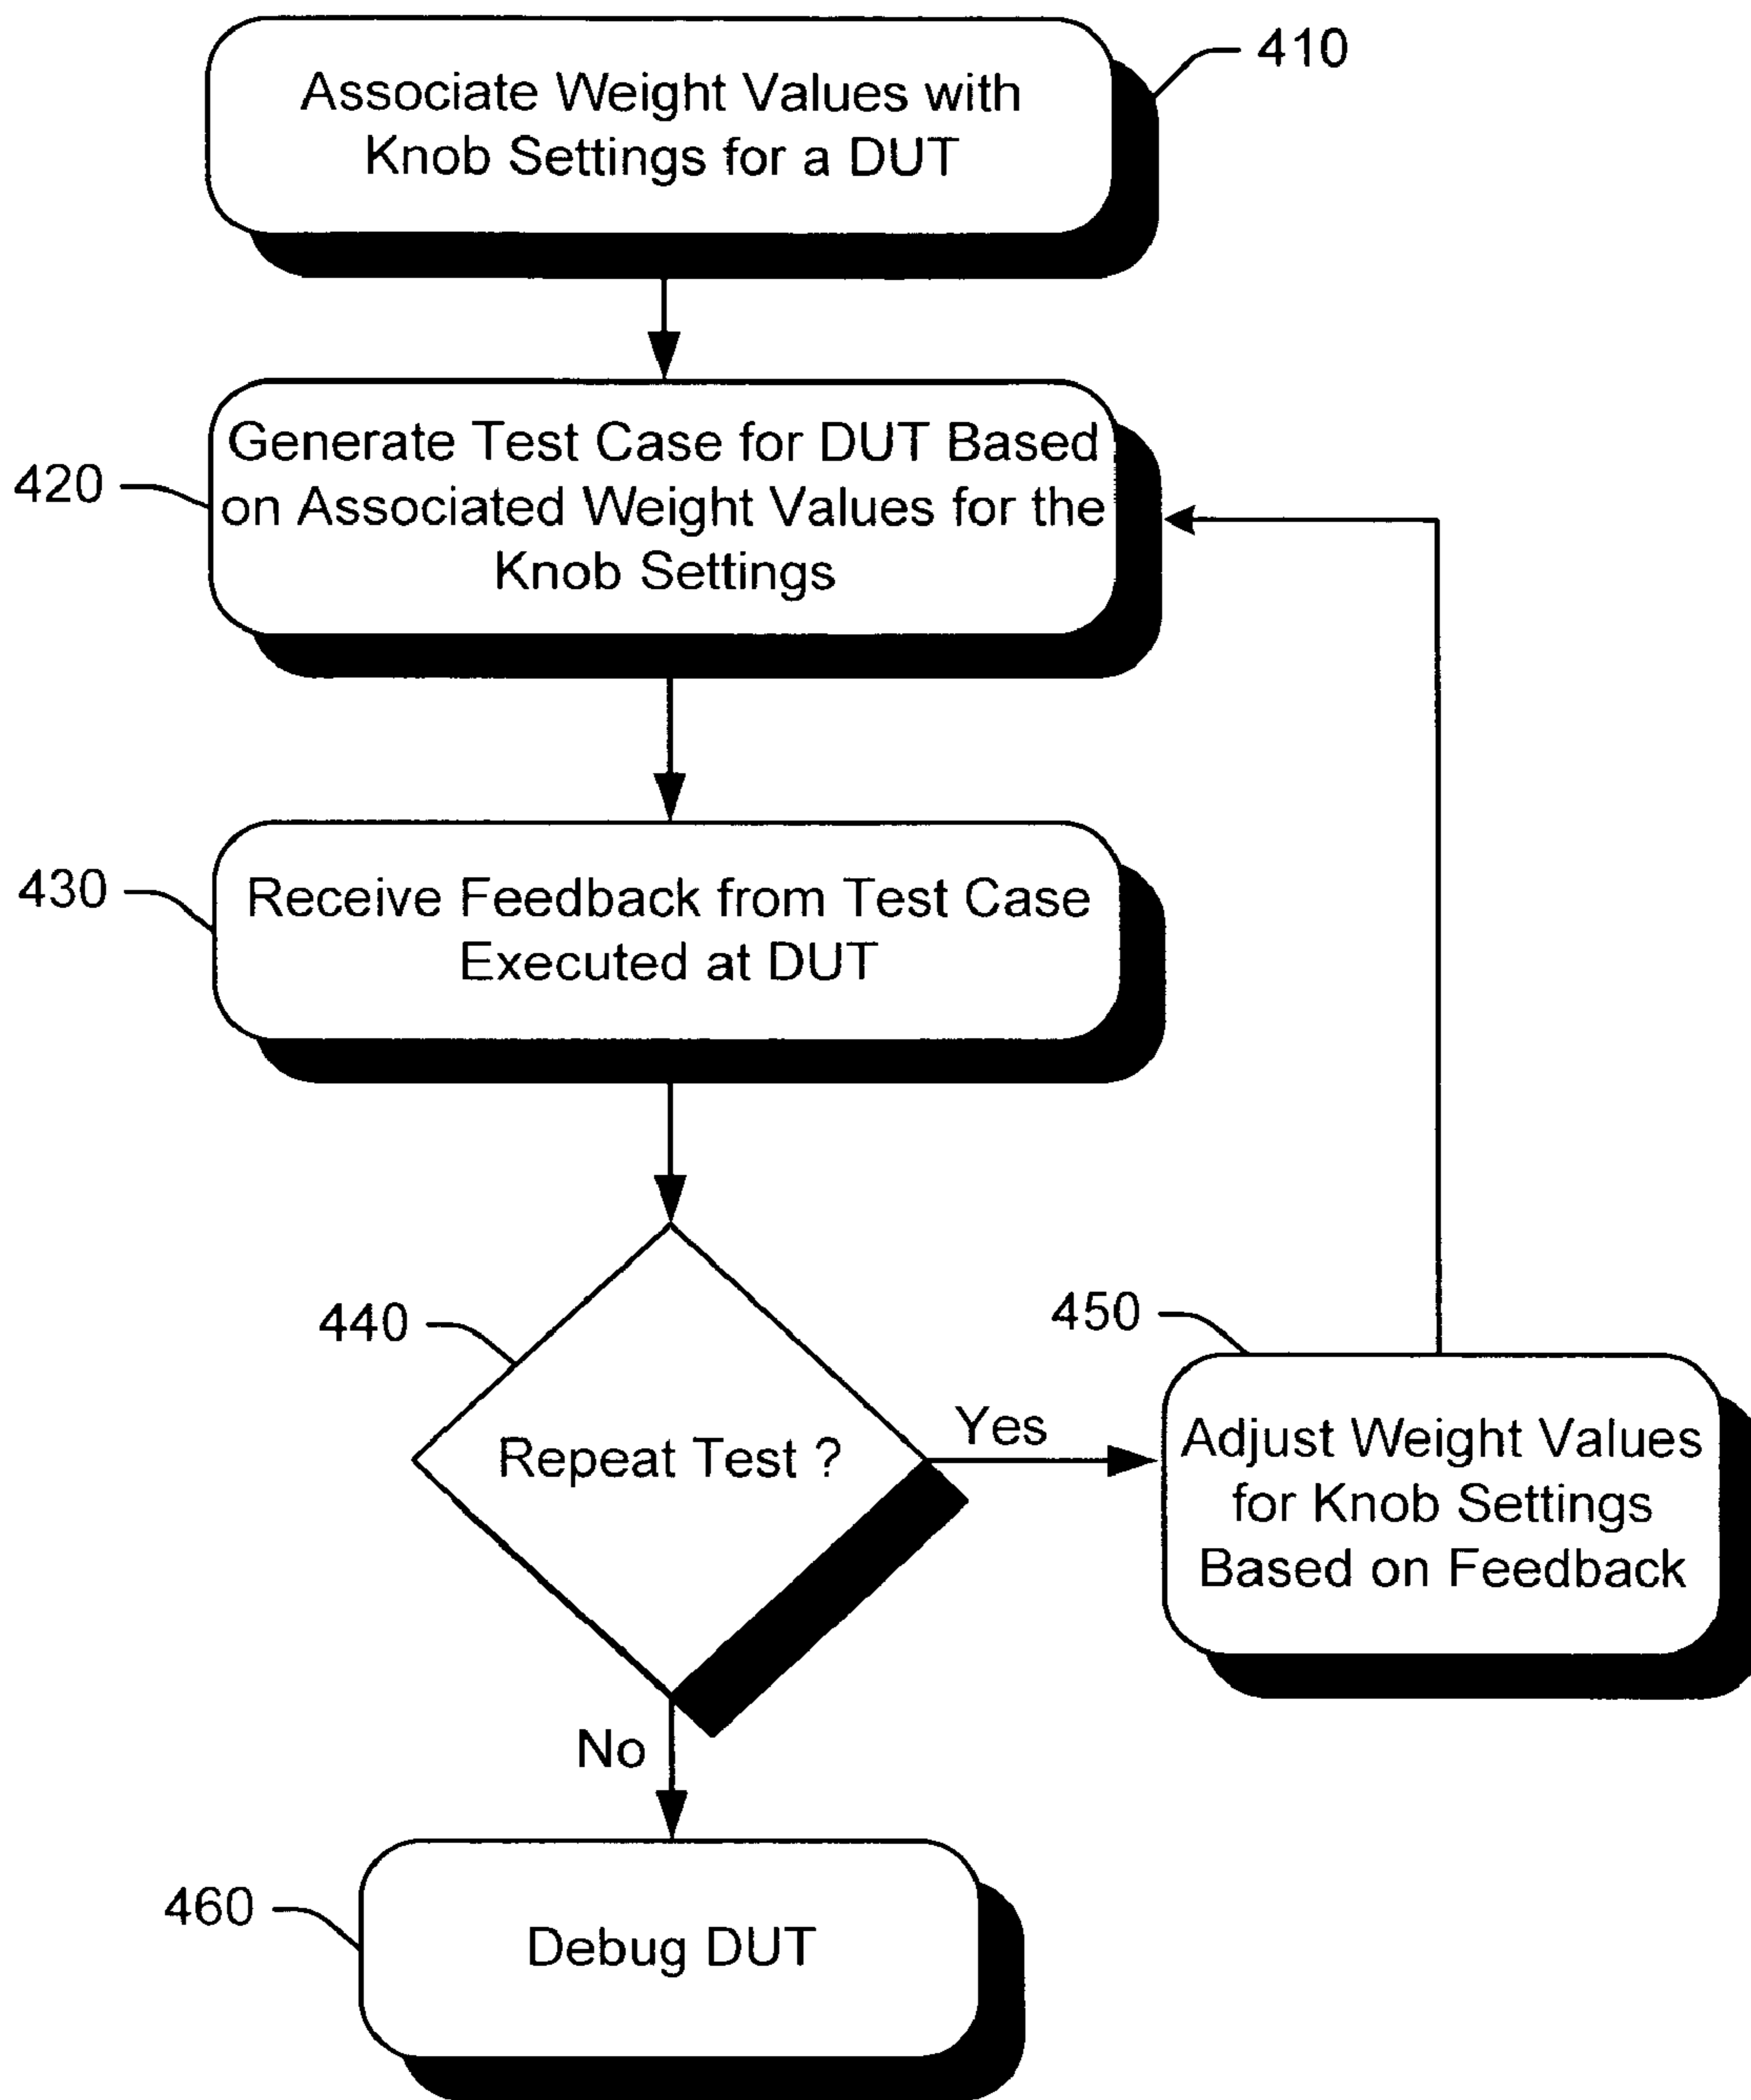 410
Associate Weight Values with
Knob Settings for a DUT
420
Generate Test Case for DUT Based
on Associated Weight Values for the
Knob Settings
430
Receive Feedback from Test Case
Executed at DUT
440
Repeat Test ?
Yes
450
Adjust Weight Values
for Knob Settings
Based on Feedback
No
460
Debug DUT